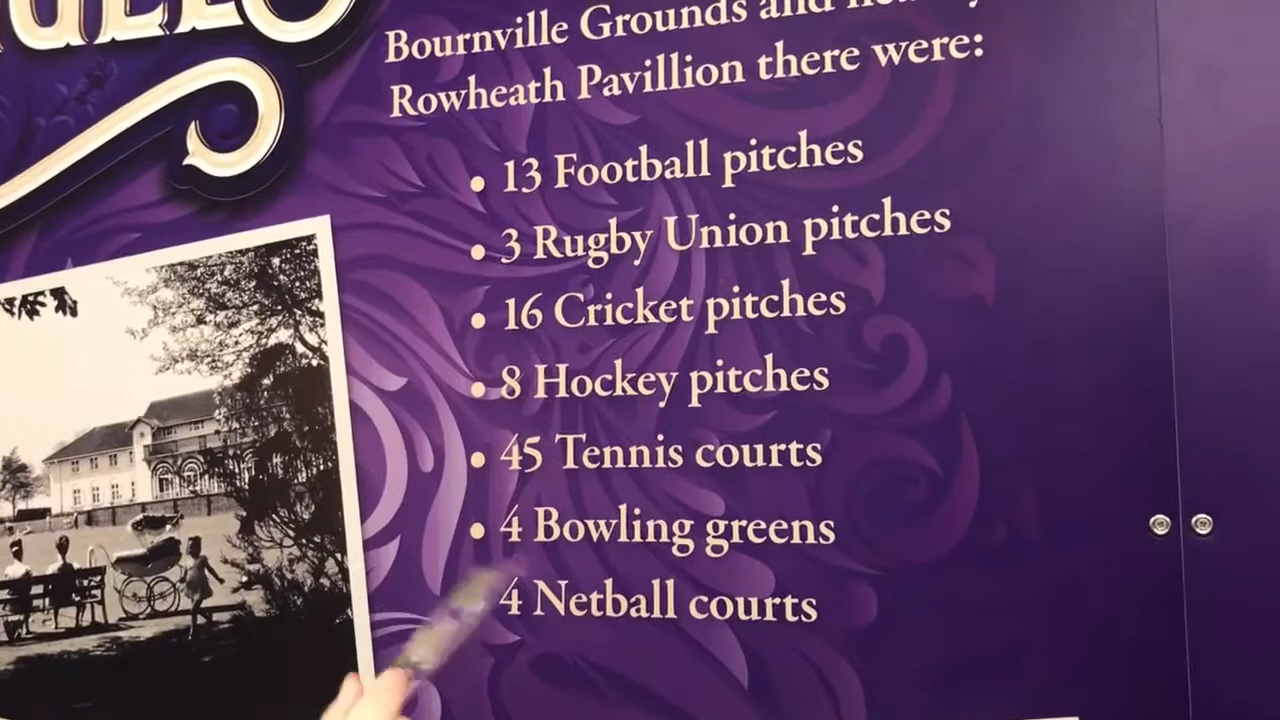 Bournville Grounds and
Rowheath Pavillion there were:
• 13 Football pitches
• 3 Rugby Union pitches
• 16 Cricket pitches
• 8 Hockey pitches
• 45 Tennis courts
• 4 Bowling greens
4 Netball courts